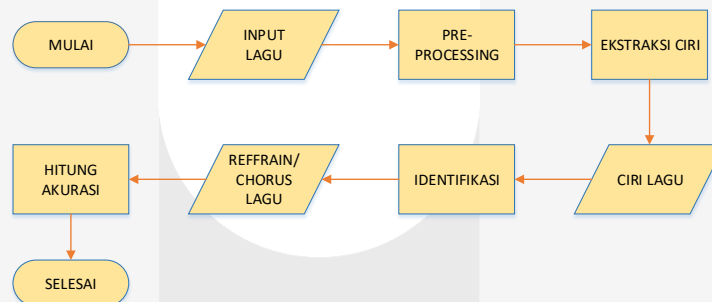 MULAI
INPUT
LAGU
PRE-
PROCESSING
EKSTRAKSI CIRI
CIRI LAGU
IDENTIFIKASI
REFFRAIN/
CHORUS
LAGU
HITUNG
AKURASI
SELESAI